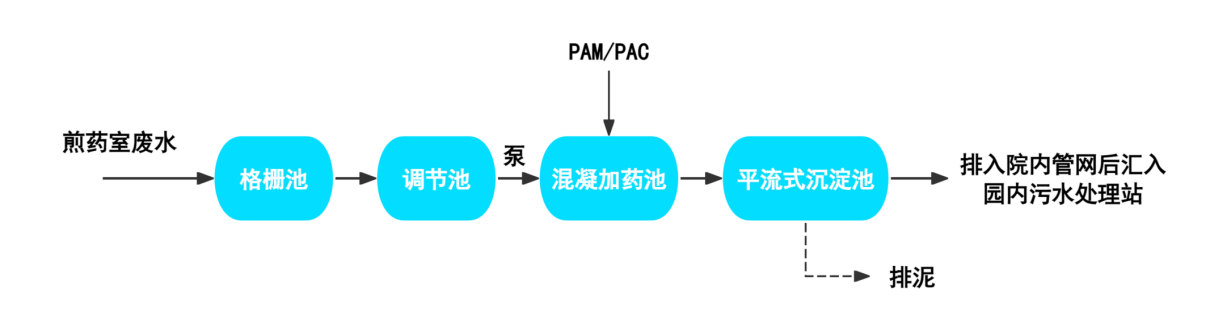 PAM/PAC
煎药室废水
格栅池
调节池
泵
混凝加药池
平流式沉淀池
排入院内管网后汇入
园内污水处理站
排泥